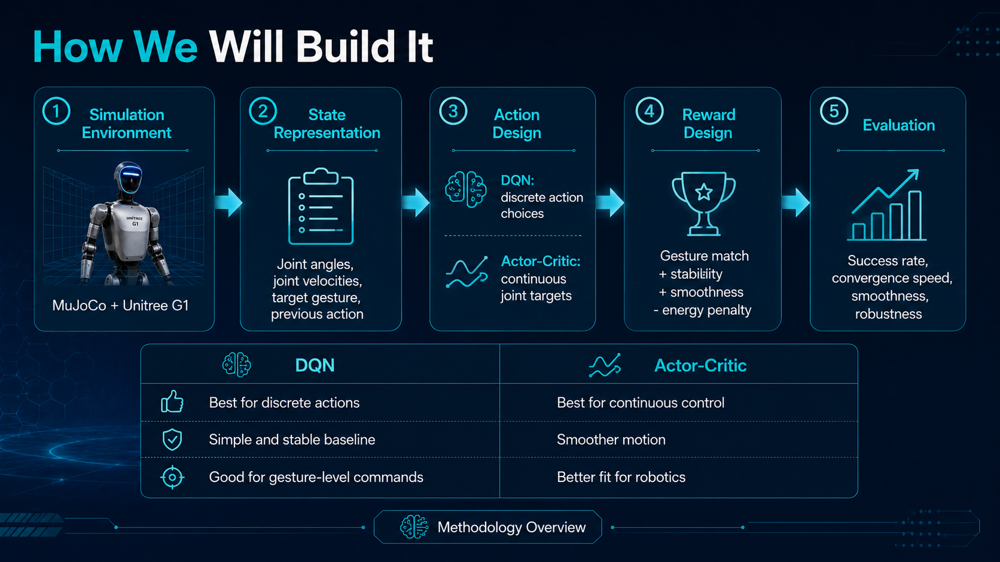 How We Will Build It
1
Simulation
Environment
UNITREE
G1
MuJoCo + Unitree G1
2
State
Representation
Joint angles,
joint velocities,
target gesture,
previous action
3
Action
Design
DQN:
discrete action
choices
Actor-Critic:
continuous
joint targets
4
Reward
Design
Gesture match
+ stability
+ smoothness
- energy penalty
5
Evaluation
Success rate,
convergence speed,
smoothness,
robustness
DQN
Actor-Critic
Best for discrete actions
Best for continuous control
Simple and stable baseline
Smoother motion
Good for gesture-level commands
Better fit for robotics
Methodology Overview